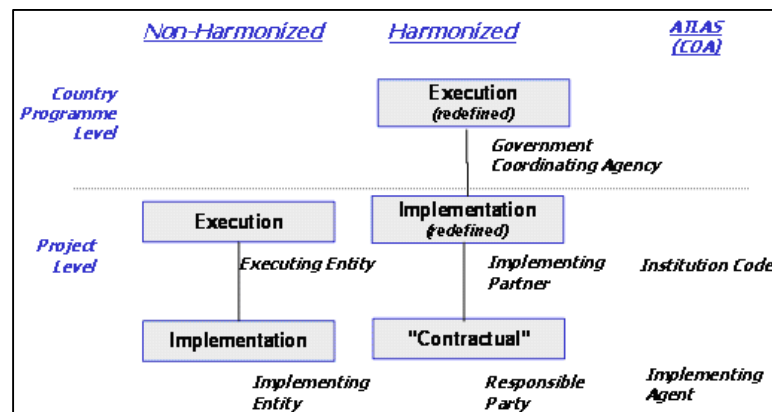 Non-Harmonized
Harmonized
ATLAS
(COA)
Country
Programme
Level
Execution
(redefined)
Government
Coordinating Agency
Project
Level
Execution
Implementation
(redefined)
Executing Entity
Implementing
Partner
Institution Code
Implementation
"Contractual"
Implementing
Entity
Responsible
Party
Implementing
Agent